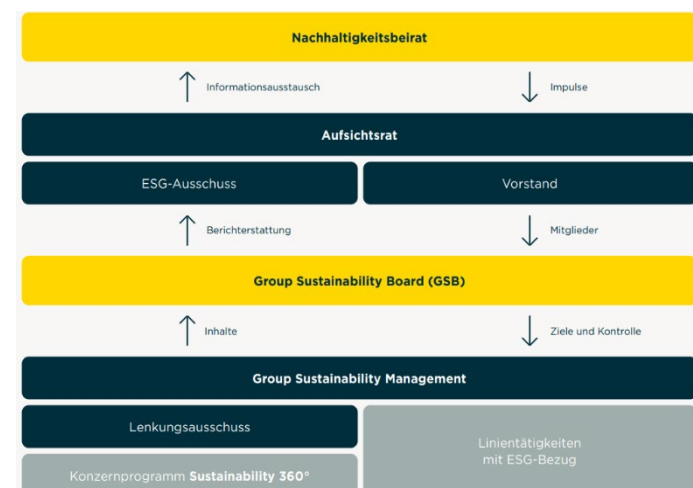 Nachhaltigkeitsbeirat
Informationsausstausch
Impulse
Aufsichtsrat
ESG-Ausschuss
Vorstand
Berichterstattung
Mitglieder
Group Sustainability Board (GSB)
Inhalte
Ziele und Kontrolle
Group Sustainability Management
Lenkungsausschuss
Linientätigkeiten
mit ESG-Bezug
Konzernprogramm Sustainability 360°